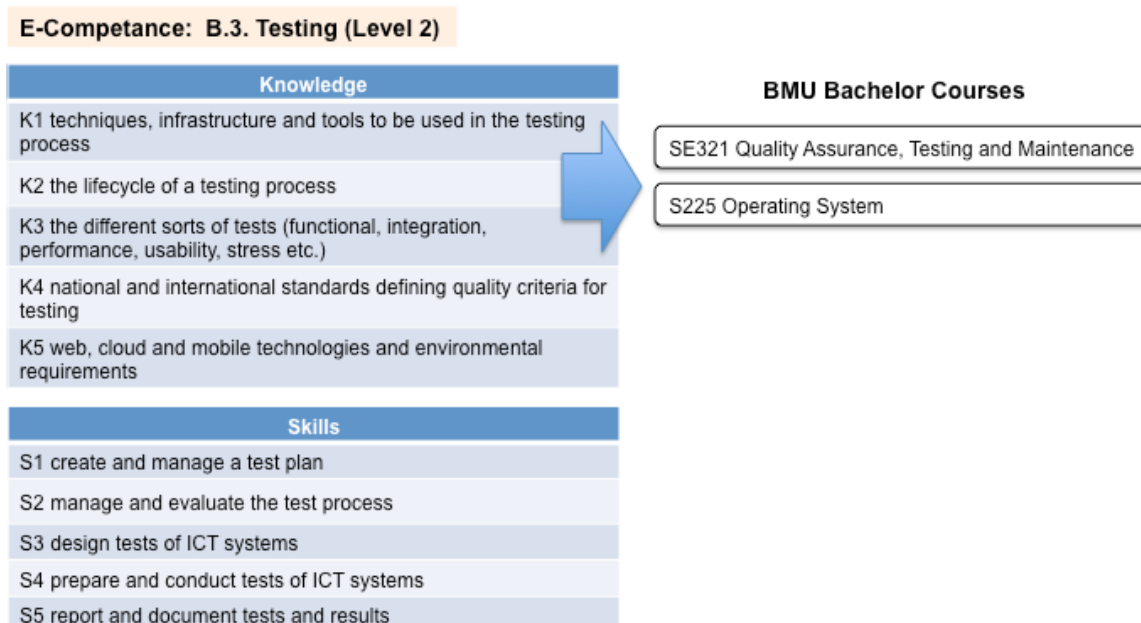 E-Competance:  B.3. Testing (Level 2)
Knowledge
K1 techniques, infrastructure and tools to be used in the testing
process
K2 the lifecycle of a testing process
K3 the different sorts of tests (functional, integration,
performance, usability, stress etc.)
K4 national and international standards defining quality criteria for
testing
K5 web, cloud and mobile technologies and environmental
requirements
Skills
S1 create and manage a test plan
S2 manage and evaluate the test process
S3 design tests of ICT systems
S4 prepare and conduct tests of ICT systems
S5 report and document tests and results
BMU Bachelor Courses
SE321 Quality Assurance, Testing and Maintenance
S225 Operating System